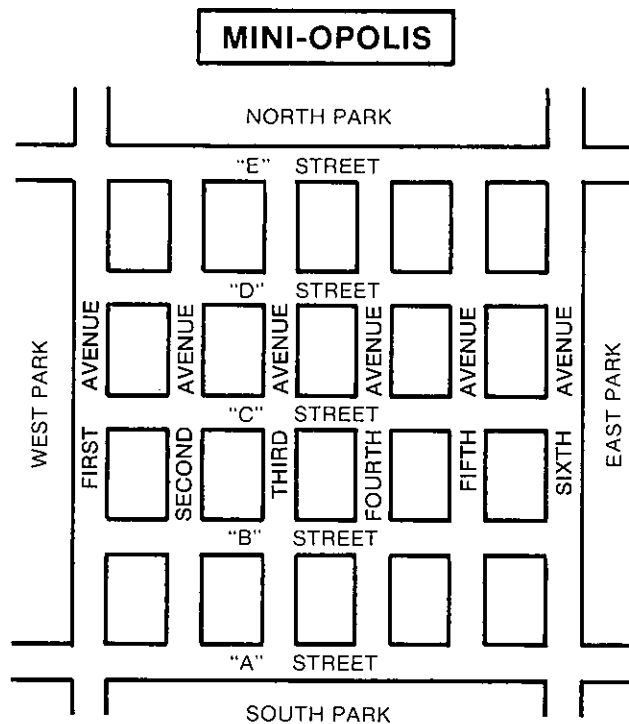 MINI-OPOLIS
NORTH PARK
"E" STREET
"D" STREET
WEST PARK
FIRST AVENUE
SECOND AVENUE
THIRD AVENUE
FOURTH AVENUE
FIFTH AVENUE
SIXTH AVENUE
EAST PARK
"C" STREET
"B" STREET
"A" STREET
SOUTH PARK